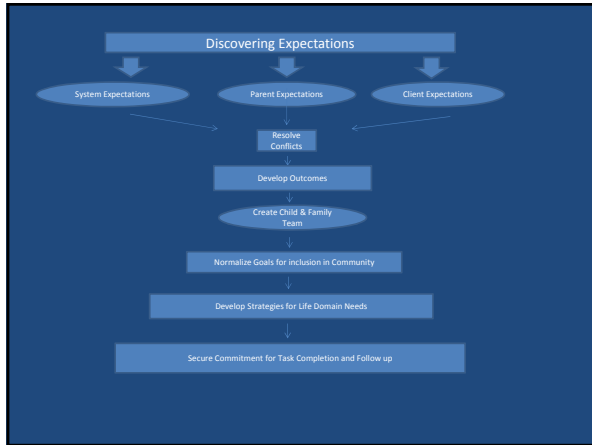 Discovering Expectations
System Expectations
Parent Expectations
Client Expectations
Resolve
Conflicts
Develop Outcomes
Create Child & Family
Team
Normalize Goals for inclusion in Community
Develop Strategies for Life Domain Needs
Secure Commitment for Task Completion and Follow up